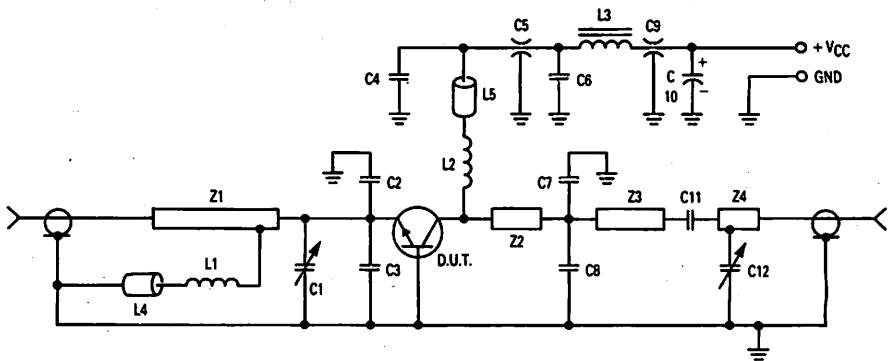 L3
C5
C9
+ VCC
C4
L5
C6
+
C
10
–
GND
L2
C2
C7
Z1
Z3
C11
Z4
Z2
D.U.T.
L1
C1
C3
C8
C12
L4